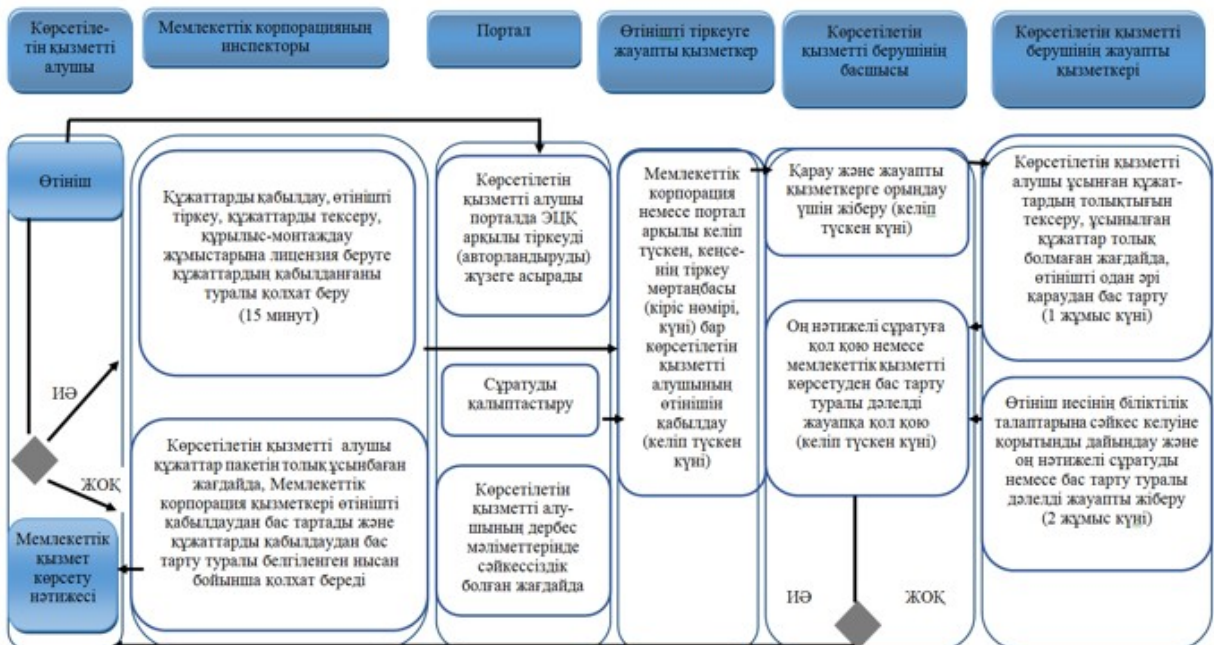 Көрсетіле-
тін қызметті
алушы
Мемлекеттік корпорацияның
инспекторы
Портал
Өтінішті тіркеуге
жауапты қызметкер
Көрсетілетін
қызметті берушінің
басшысы
Көрсетілетін қызметті
берушінің жауапты
қызметкері
Өтініш
ИӘ
ЖОҚ
Мемлекеттік
қызмет
көрсету
нәтижесі
Құжаттарды қабылдау, өтінішті
тіркеу, құжаттарды тексеру,
құрылыс-монтаждау
жұмыстарына лицензия беруге
құжаттардың қабылданғаны
туралы қолхат беру
(15 минут)
Көрсетілетін қызметті алушы
құжаттар пакетін толық ұсынбаған
жағдайда, Мемлекеттік
корпорация қызметкері өтінішті
қабылдаудан бас тартады және
құжаттарды қабылдаудан бас
тарту туралы белгіленген нысан
бойынша қолхат береді
Көрсетілетін
қызметті алушы
порталда ЭЦҚ
арқылы тіркеуді
(авторландыруды)
жүзеге асырады
Сұратуды
қалыптастыру
Көрсетілетін
қызметті алу-
шының дербес
мәліметтерінде
сәйкессіздік
болған жағдайда
Мемлекеттік
корпорация
немесе портал
арқылы келіп
түскен, кеңсе-
нің тіркеу
мөртаңбасы
(кіріс нөмірі,
күні) бар
көрсетілетін
қызметті
алушының
өтінішін
қабылдау
(келіп түскен
күні)
Қарау және жауапты
қызметкерге орындау
үшін жіберу (келіп
түскен күні)
Оң нәтижелі сұратуға
қол қою немесе
мемлекеттік қызметті
көрсетуден бас тарту
туралы дәлелді
жауапқа қол қою
(келіп түскен күні)
ИӘ
ЖОҚ
Көрсетілетін қызметті
алушы ұсынған құжат-
тардың толықтығын
тексеру, ұсынылған
құжаттар толық
болмаған жағдайда,
өтінішті одан әрі
қараудан бас тарту
(1 жұмыс күні)
Өтініш иесінің біліктілік
талаптарына сәйкес келуіне
қорытынды дайындау және
оң нәтижелі сұратуды
немесе бас тарту туралы
дәлелді жауапты жіберу
(2 жұмыс күні)